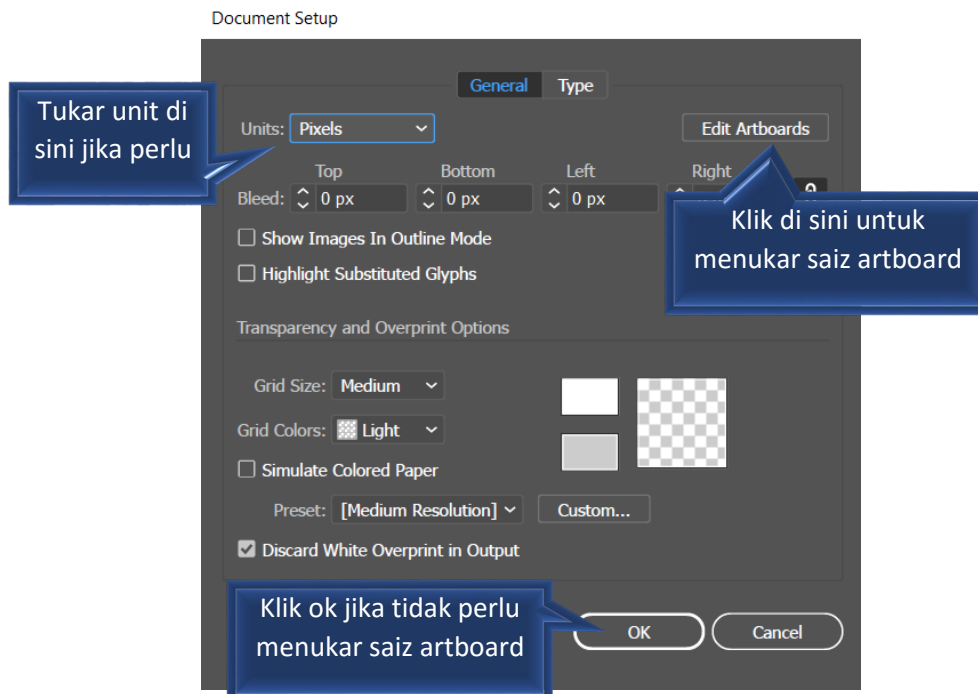 Document Setup
General Type
Tukar unit di
sini jika perlu
Units: Pixels
Edit Artboards
Top Bottom Left Right
Bleed: 0 px 0 px 0 px
Klik di sini untuk
menukar saiz artboard
Show Images In Outline Mode
Highlight Substituted Glyphs
Transparency and Overprint Options
Grid Size: Medium
Grid Colors: Light
Simulate Colored Paper
Preset: [Medium Resolution] Custom...
Discard White Overprint in Output
Klik ok jika tidak perlu
menukar saiz artboard
OK Cancel